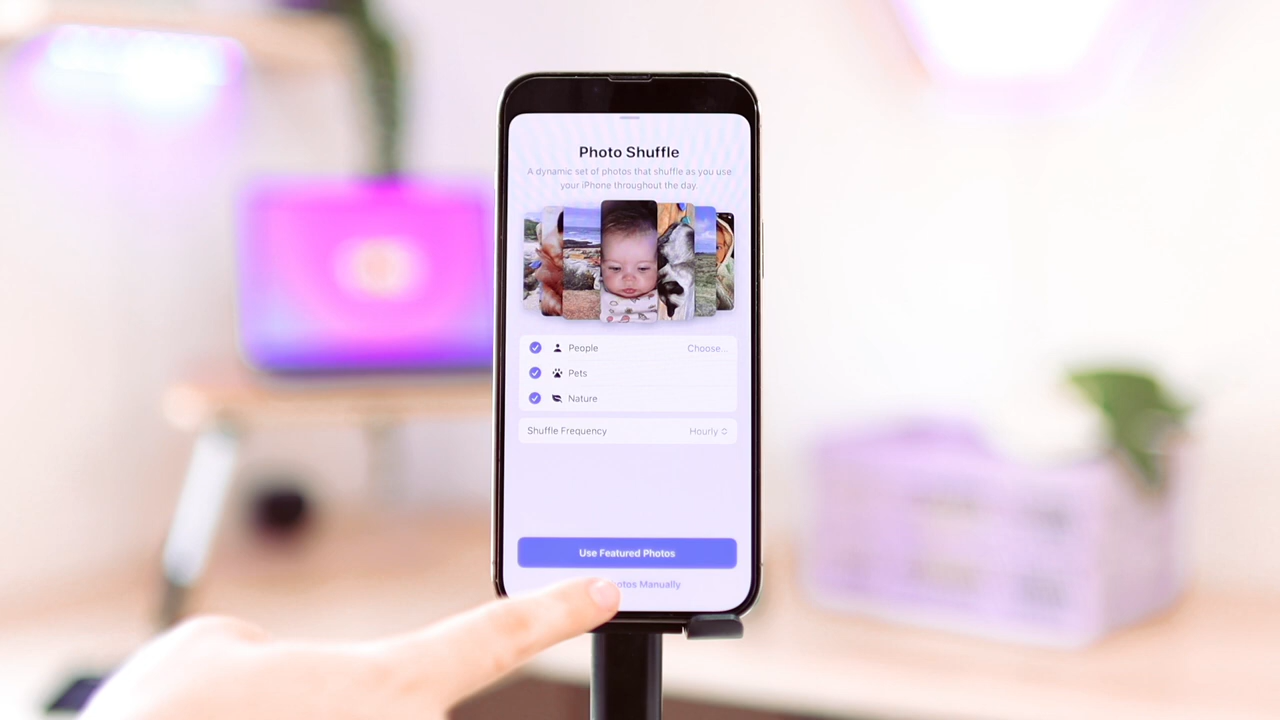 Photo Shuffle
A dynamic set of photos that shuffle as you use
your iPhone throughout the day.
People Choose...
Pets
Nature
Shuffle Frequency Hourly
Use Featured Photos
Manually